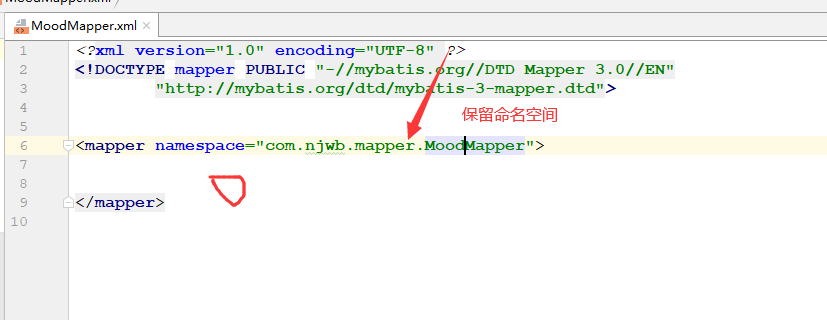 MoodMapper.xml
MoodMapper.xml ×
1 <?xml version="1.0" encoding="UTF-8" ?>
2 <!DOCTYPE mapper PUBLIC "-//mybatis.org//DTD Mapper 3.0//EN"
3 "http://mybatis.org/dtd/mybatis-3-mapper.dtd">
4
5 保留命名空间
6 <mapper namespace="com.njwb.mapper.MoodMapper">
7
8
9 </mapper>
10